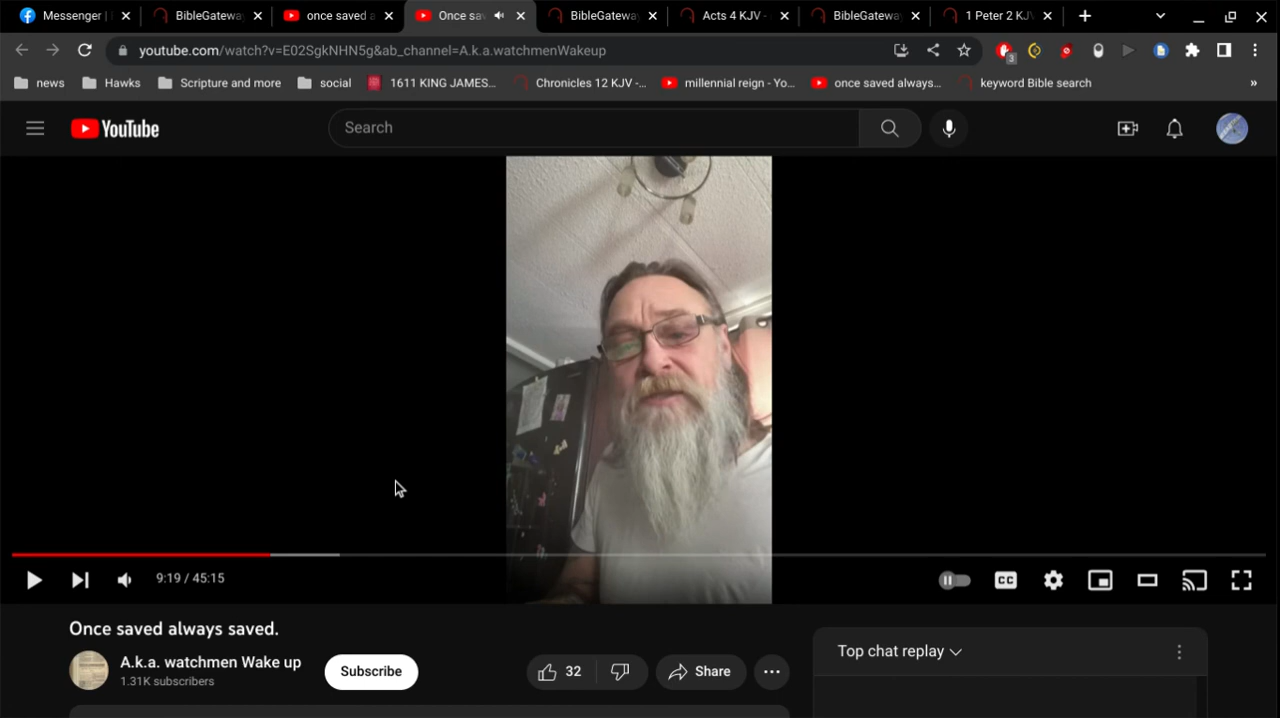 Messenger |
BibleGateway
once saved a
Once sav
BibleGateway
Acts 4 KJV -
BibleGateway
1 Peter 2 KJ
youtube.com/watch?v=E02SgkNHN5g&ab_channel=A.k.a.watchmenWakeup
3
news
Hawks
Scripture and more
social
1611 KING JAMES...
Chronicles 12 KJV -...
millennial reign - Yo...
once saved always...
keyword Bible search
»
YouTube
Search
9:19 / 45:15
CC
Once saved always saved.
A.k.a. watchmen Wake up
1.31K subscribers
Subscribe
32
Share
Top chat replay